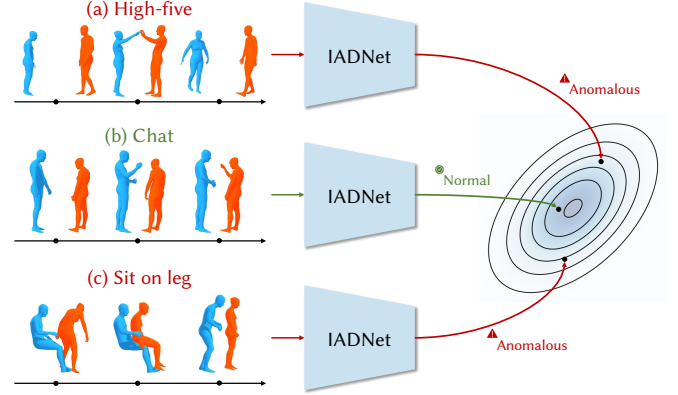 (a) High-five
IADNet
Anomalous
(b) Chat
IADNet
Normal
(c) Sit on leg
IADNet
Anomalous